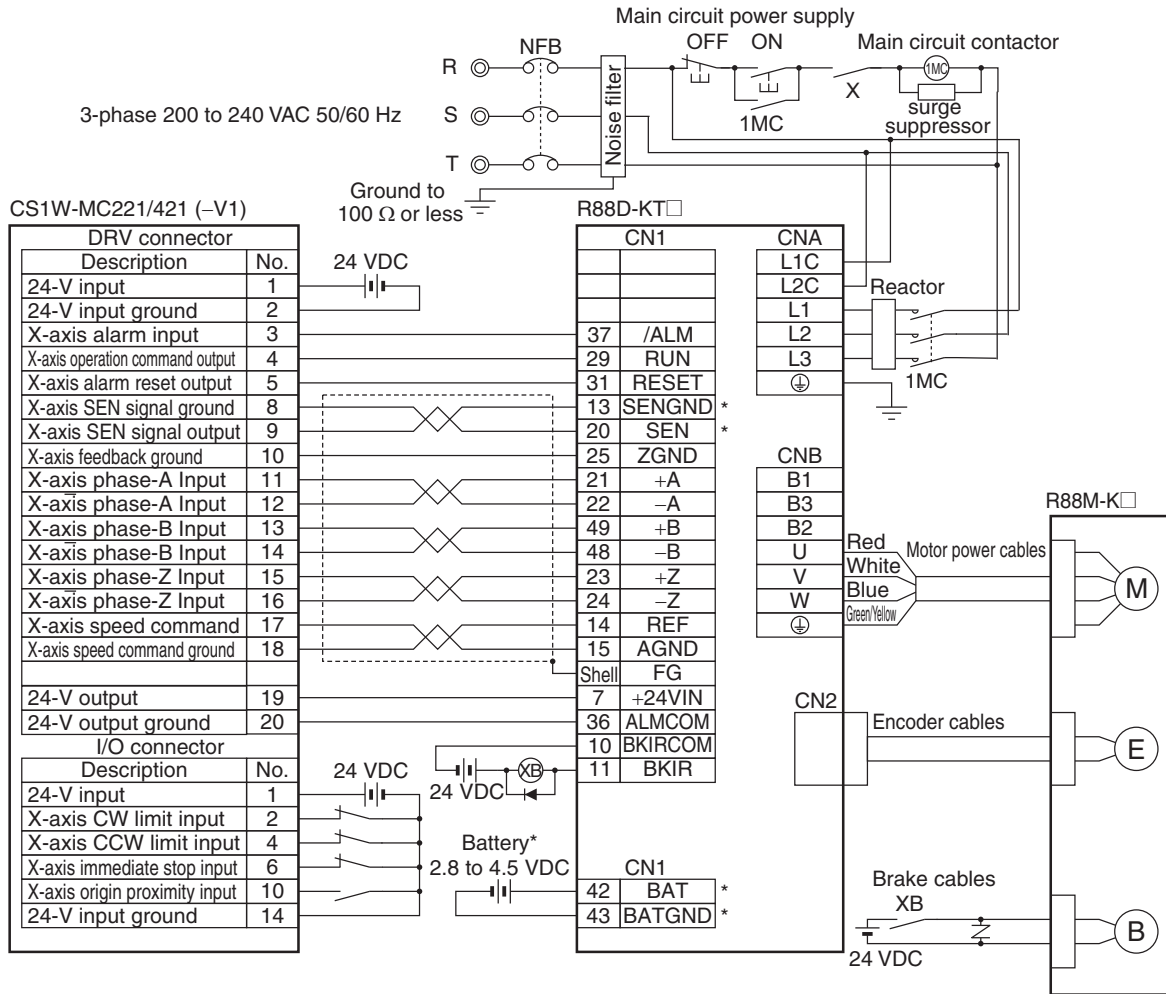 Main circuit power supply
NFB
OFF ON
Main circuit contactor
R
1MC
Noise filter
X
surge
suppressor
1MC
3-phase 200 to 240 VAC 50/60 Hz
S
T
Ground to
100 Ω or less
CS1W-MC221/421 (−V1)
DRV connector
Description No.
24-V input 1
24-V input ground 2
X-axis alarm input 3
X-axis operation command output 4
X-axis alarm reset output 5
X-axis SEN signal ground 8
X-axis SEN signal output 9
X-axis feedback ground 10
X-axis phase-A Input 11
X-axis phase-A̅ Input 12
X-axis phase-B Input 13
X-axis phase-B̅ Input 14
X-axis phase-Z Input 15
X-axis phase-Z̅ Input 16
X-axis speed command 17
X-axis speed command ground 18
24-V output 19
24-V output ground 20
I/O connector
Description No.
24-V input 1
X-axis CW limit input 2
X-axis CCW limit input 4
X-axis immediate stop input 6
X-axis origin proximity input 10
24-V input ground 14
24 VDC
24 VDC
R88D-KT□
CN1
37 /ALM
29 RUN
31 RESET
13 SENGND *
20 SEN *
25 ZGND
21 +A
22 −A
49 +B
48 −B
23 +Z
24 −Z
14 REF
15 AGND
Shell FG
7 +24VIN
36 ALMCOM
10 BKIRCOM
11 BKIR
XB
24 VDC
Battery*
2.8 to 4.5 VDC
CN1
42 BAT *
43 BATGND *
CNA
L1C
L2C
L1
L2
L3
Reactor
1MC
CNB
B1
B3
B2
U
V
W
Red
White
Blue
Green/Yellow
Motor power cables
R88M-K□
M
CN2
Encoder cables
E
Brake cables
XB
24 VDC
B